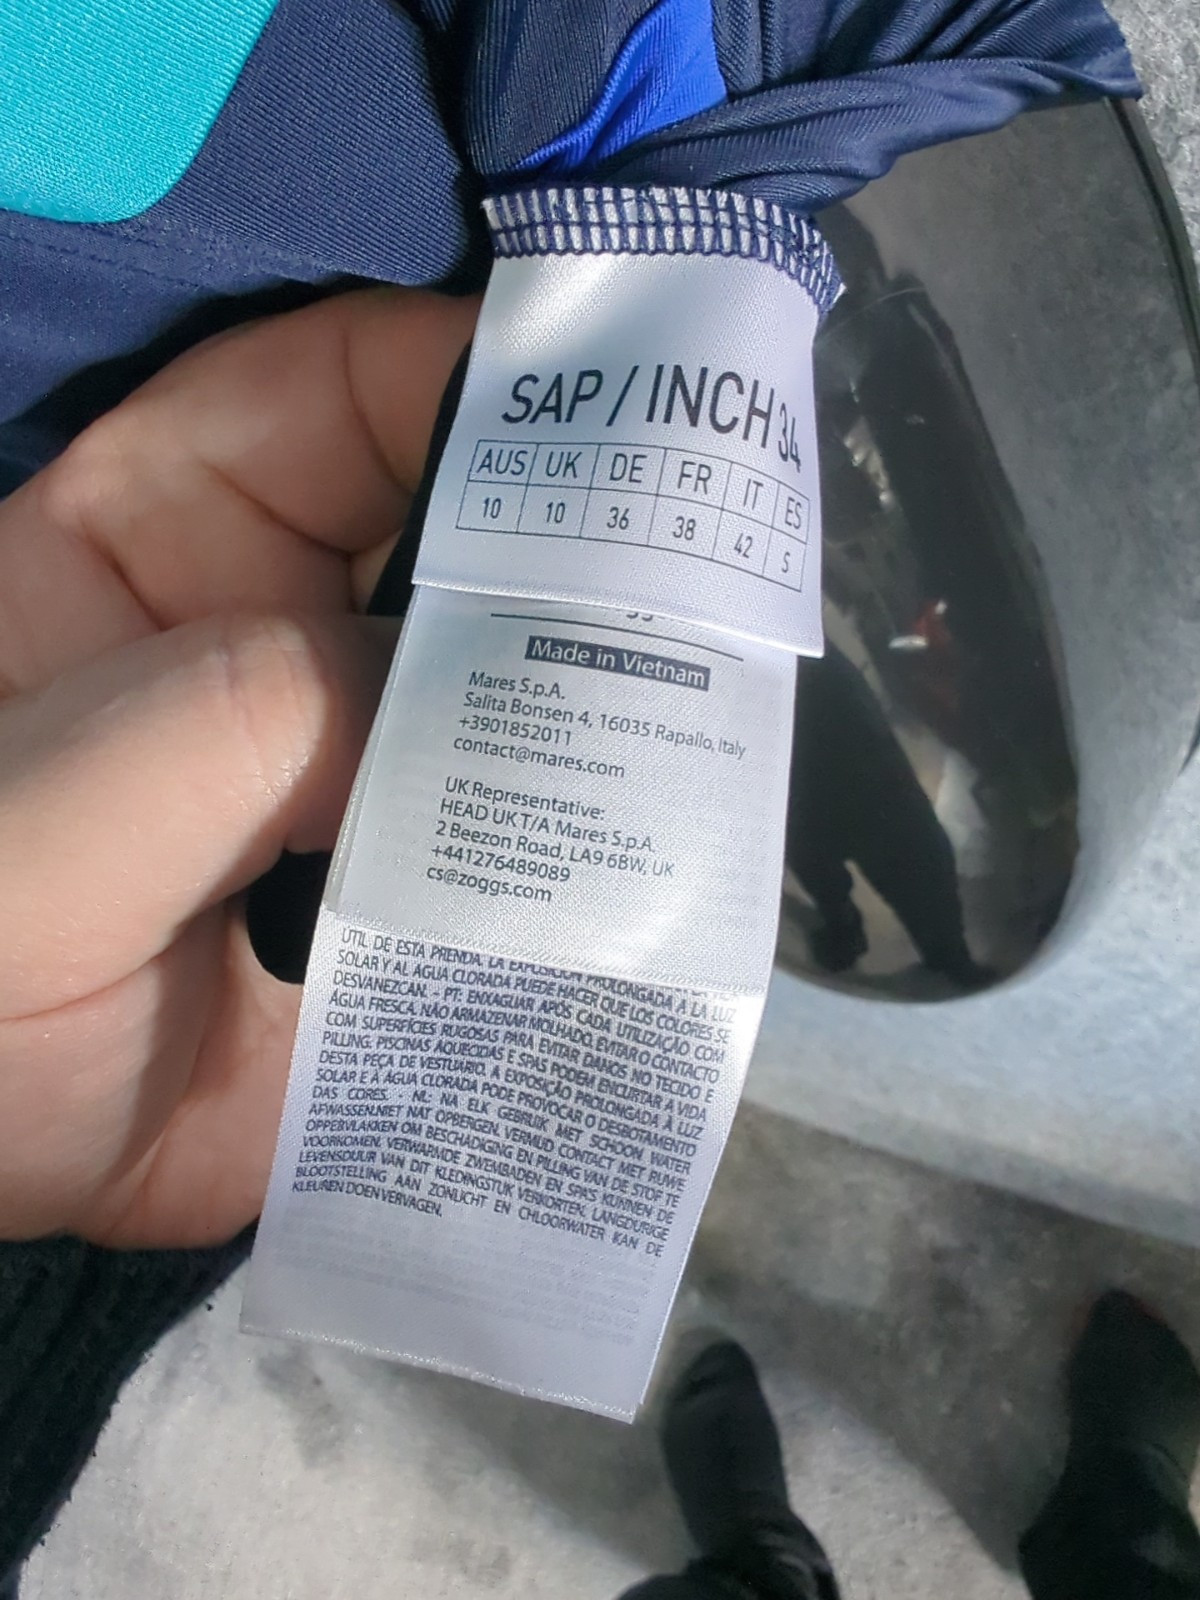 SAP / INCH 34
AUS UK DE FR IT ES
10 10 36 38 42 S
Made in Vietnam
Mares S.p.A.
Salita Bonsen 4, 16035 Rapallo, Italy
+3901852011
contact@mares.com
UK Representative:
HEAD UK T/A Mares S.p.A.
2 Beezon Road, LA9 6BW, UK
+441276489089
cs@zoggs.com
UTIL DE ESTA PRENDA. LA EXPOSICIÓN PROLONGADA A LA LUZ
SOLAR Y AL AGUA CLORADA PUEDE HACER QUE LOS COLORES SE
DESVANEZCAN. - PT: ENXAGUAR APÓS CADA UTILIZAÇÃO COM
ÁGUA FRESCA. NÃO ARMAZENAR MOLHADO. EVITAR O CONTACTO
COM SUPERFÍCIES RUGOSAS PARA EVITAR DANOS NO TECIDO E
PILLING. PISCINAS AQUECIDAS E SPAS PODEM ENCURTAR A VIDA
DESTA PEÇA DE VESTUÁRIO. A EXPOSIÇÃO PROLONGADA À LUZ
SOLAR E À ÁGUA CLORADA PODE PROVOCAR O DESBOTAMENTO
DAS CORES. - NL: NA ELK GEBRUIK MET SCHOON WATER
AFWASSEN.NIET NAT OPBERGEN. VERMIJD CONTACT MET RUWE
OPPERVLAKKEN OM BESCHADIGING EN PILLING VAN DE STOF TE
VOORKOMEN. VERWARMDE ZWEMBADEN EN SPA'S KUNNEN DE
LEVENSDUUR VAN DIT KLEDINGSTUK VERKORTEN. LANGDURIGE
BLOOTSTELLING AAN ZONLICHT EN CHLOORWATER KAN DE
KLEUREN DOEN VERVAGEN.